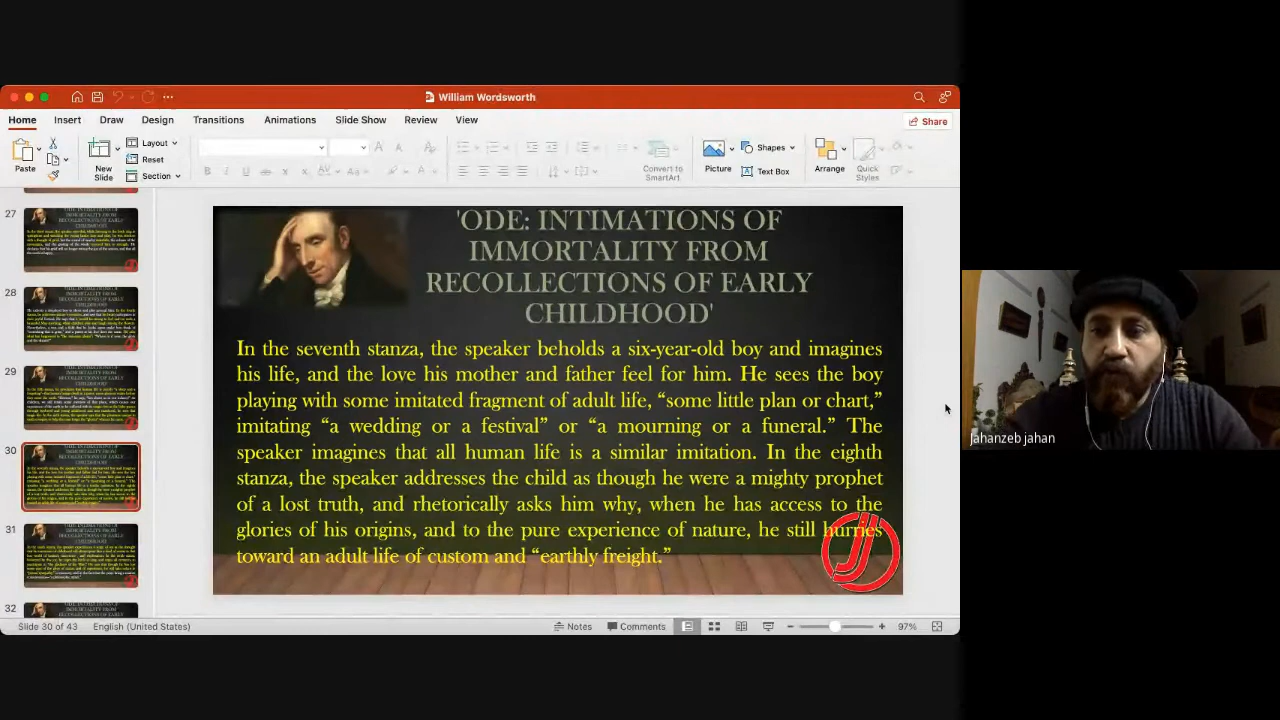 William Wordsworth
Home Insert Draw Design Transitions Animations Slide Show Review View Share
Paste
New
Slide
Layout
Reset
Section
Convert to
SmartArt
Picture
Shapes
Text Box
Arrange
Quick
Styles
27
28
29
30
31
32
'ODE: INTIMATIONS OF
IMMORTALITY FROM
RECOLLECTIONS OF EARLY
CHILDHOOD'
In the seventh stanza, the speaker beholds a six-year-old boy and imagines
his life, and the love his mother and father feel for him. He sees the boy
playing with some imitated fragment of adult life, “some little plan or chart,”
imitating “a wedding or a festival” or “a mourning or a funeral.” The
speaker imagines that all human life is a similar imitation. In the eighth
stanza, the speaker addresses the child as though he were a mighty prophet
of a lost truth, and rhetorically asks him why, when he has access to the
glories of his origins, and to the pure experience of nature, he still hurries
toward an adult life of custom and “earthly freight.”
Jahanzeb jahan
Slide 30 of 43 English (United States) Notes Comments 97%